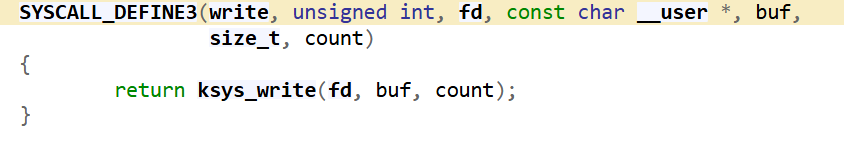 SYSCALL_DEFINE3(write, unsigned int, fd, const char __user *, buf,
size_t, count)
{
return ksys_write(fd, buf, count);
}